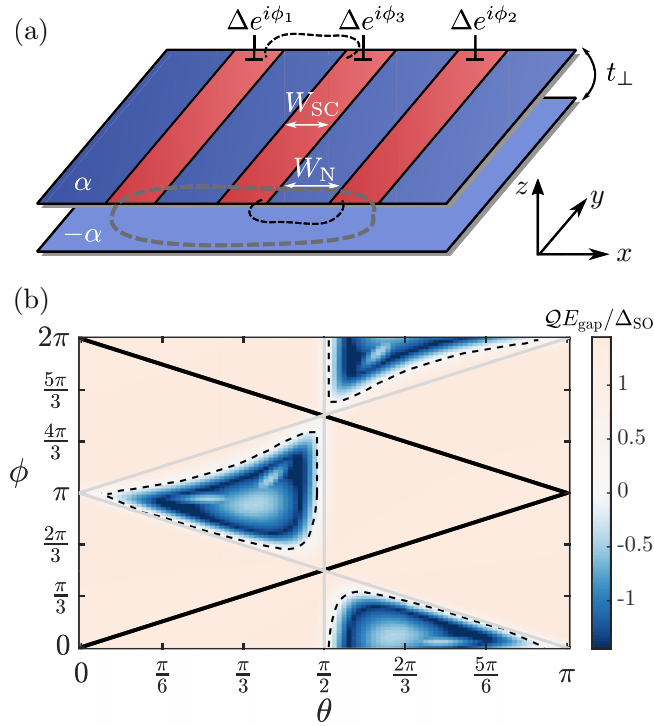 (a)
Δe^{iϕ_1} Δe^{iϕ_3} Δe^{iϕ_2}
t_⊥
W_SC
W_N
α
−α
z
y
x
(b)
𝒬E_gap/Δ_SO
2π
5π/3
4π/3
π
2π/3
π/3
0
ϕ
1
0.5
0
-0.5
-1
0 π/6 π/3 π/2 2π/3 5π/6 π
θ